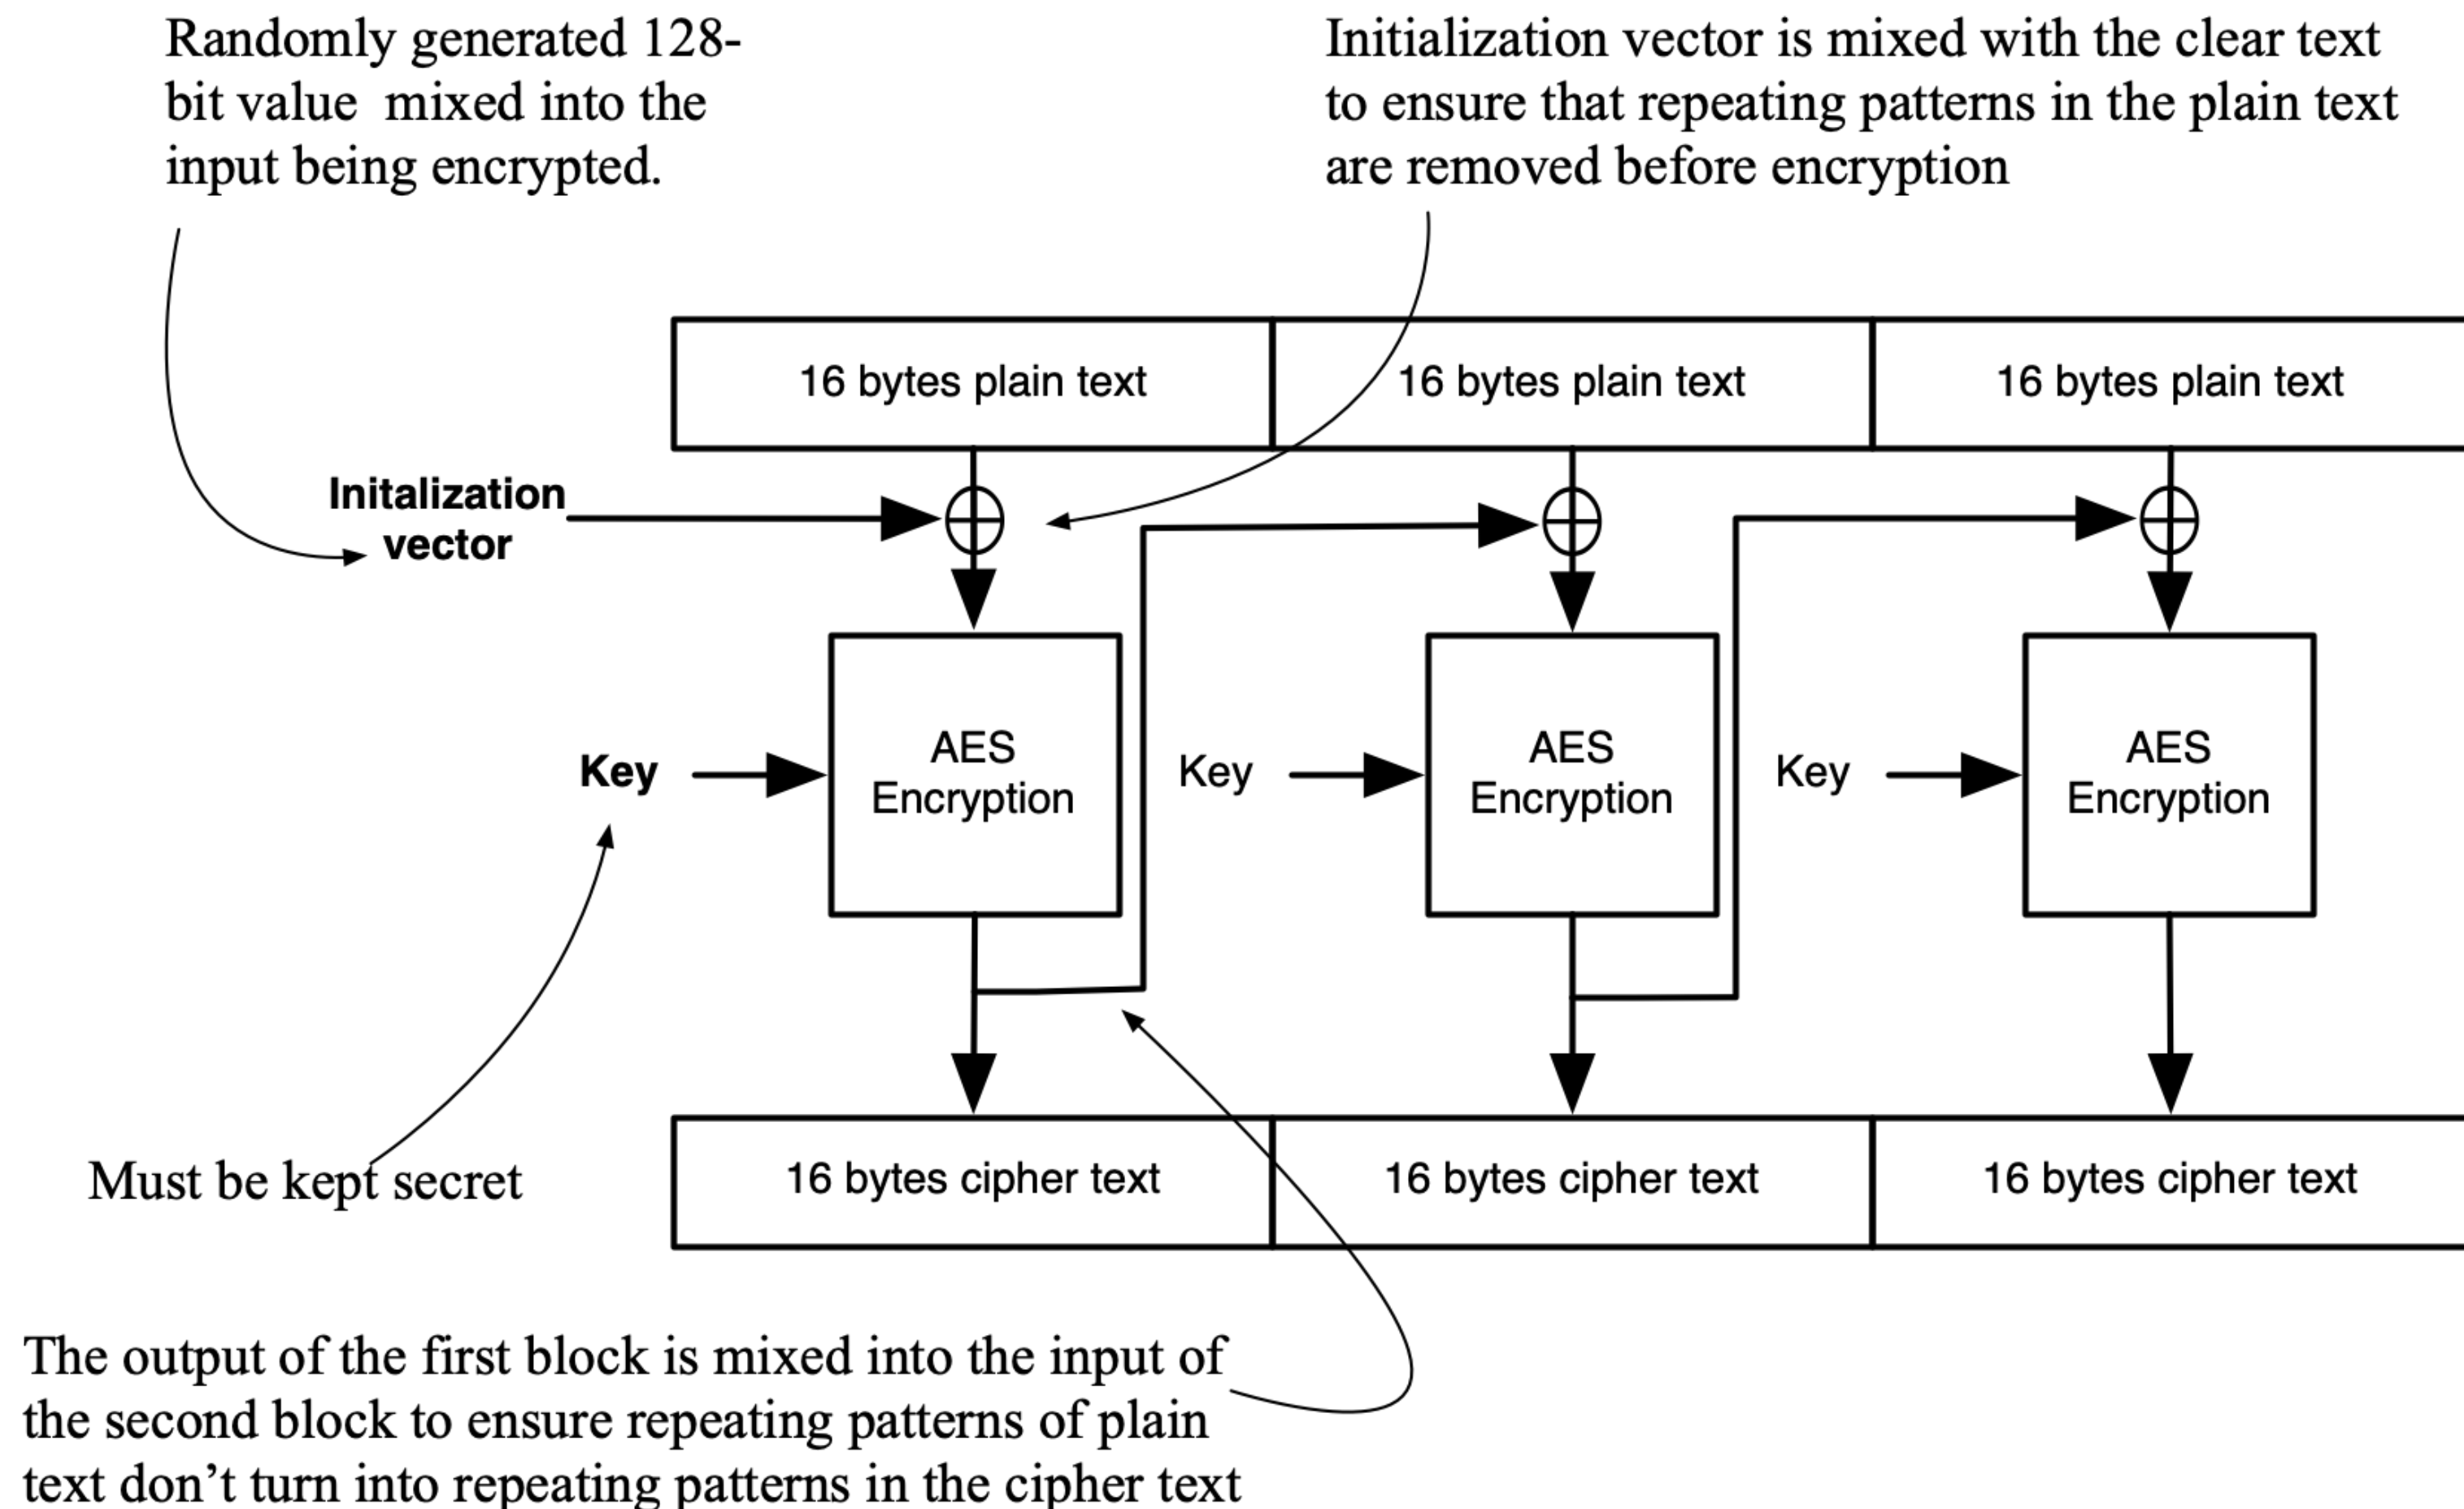 Randomly generated 128-
bit value  mixed into the
input being encrypted.
Initialization vector is mixed with the clear text
to ensure that repeating patterns in the plain text
are removed before encryption
16 bytes plain text
16 bytes plain text
16 bytes plain text
Initalization
vector
Key
AES
Encryption
Key
AES
Encryption
Key
AES
Encryption
Must be kept secret
16 bytes cipher text
16 bytes cipher text
16 bytes cipher text
The output of the first block is mixed into the input of
the second block to ensure repeating patterns of plain
text don’t turn into repeating patterns in the cipher text